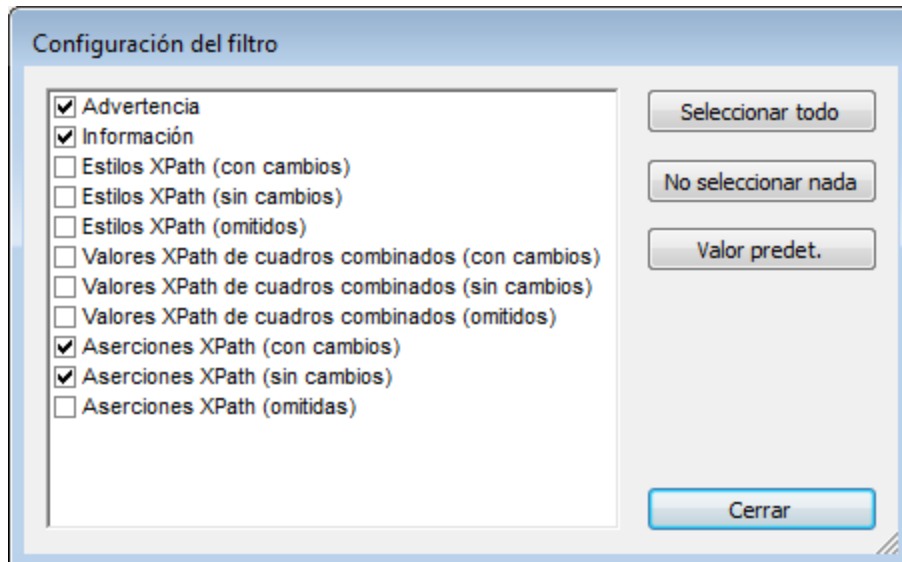 Configuración del filtro
Advertencia
Información
Estilos XPath (con cambios)
Estilos XPath (sin cambios)
Estilos XPath (omitidos)
Valores XPath de cuadros combinados (con cambios)
Valores XPath de cuadros combinados (sin cambios)
Valores XPath de cuadros combinados (omitidos)
Aserciones XPath (con cambios)
Aserciones XPath (sin cambios)
Aserciones XPath (omitidas)
Seleccionar todo
No seleccionar nada
Valor predet.
Cerrar